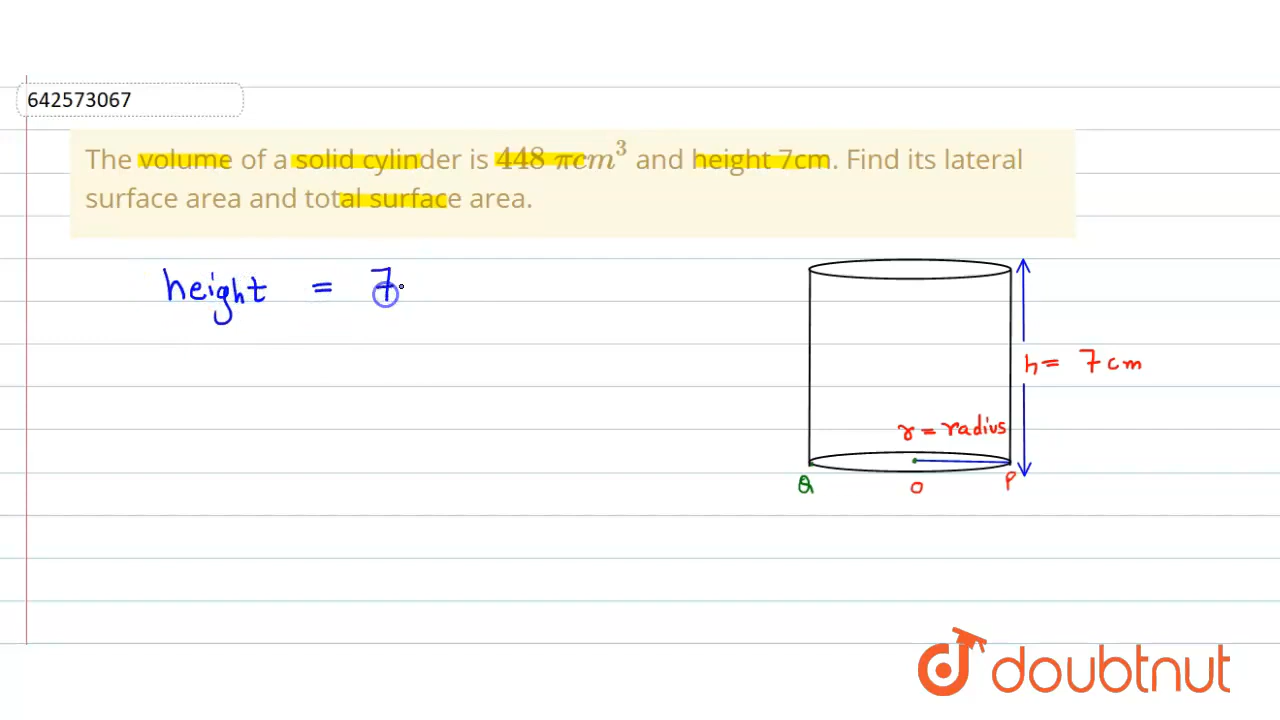 642573067
The volume of a solid cylinder is 448 πcm³ and height 7cm. Find its lateral
surface area and total surface area.
height = 7
h = 7 cm
r = radius
Q O P
doubtnut